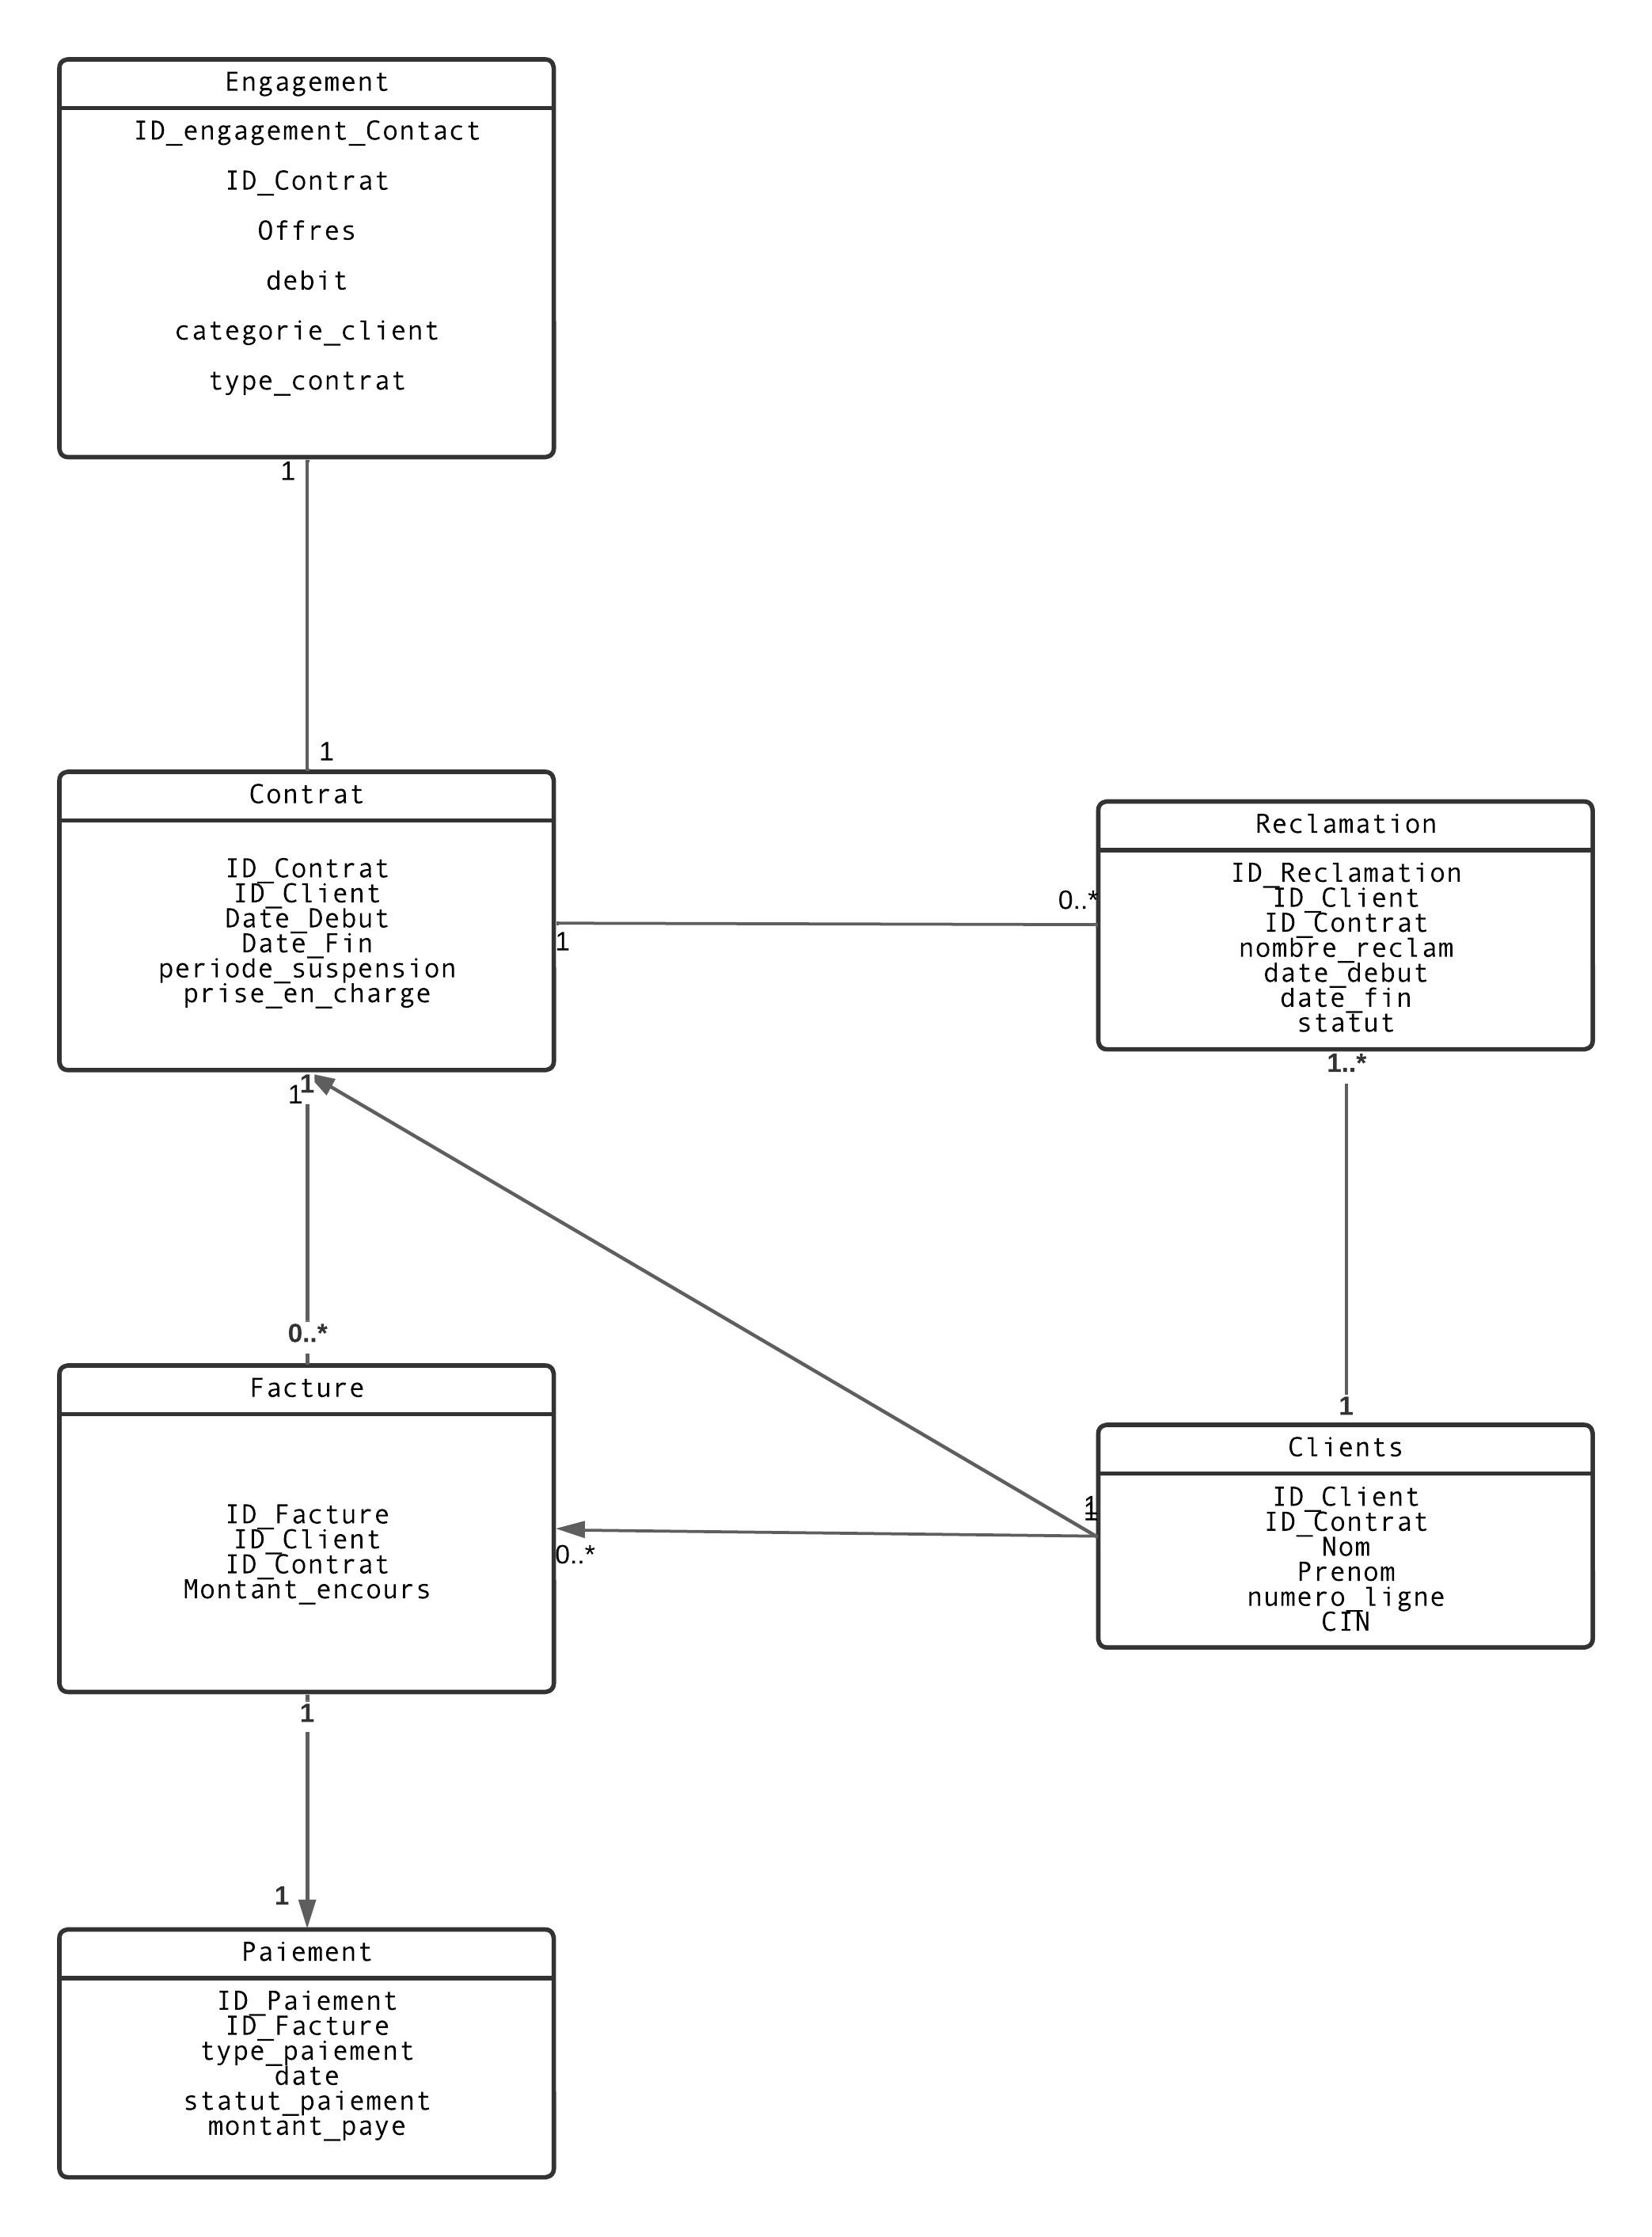 Engagement
ID_engagement_Contact
ID_Contrat
Offres
debit
categorie_client
type_contrat
1
1
Contrat
ID_Contrat
ID_Client
Date_Debut
Date_Fin
periode_suspension
prise_en_charge
1
0..*
Reclamation
ID_Reclamation
ID_Client
ID_Contrat
nombre_reclam
date_debut
date_fin
statut
1..*
1
1
1
0..*
Facture
ID_Facture
ID_Client
ID_Contrat
Montant_encours
0..*
1
1
1
Clients
ID_Client
ID_Contrat
Nom
Prenom
numero_ligne
CIN
1
1
Paiement
ID_Paiement
ID_Facture
type_paiement
date
statut_paiement
montant_paye